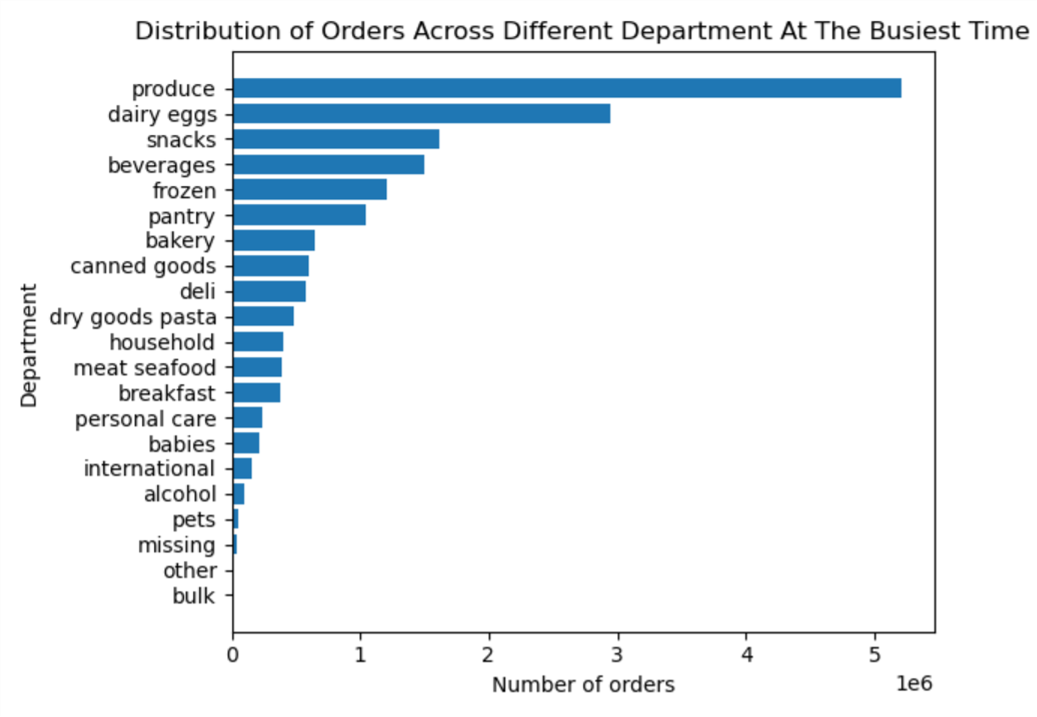 Distribution of Orders Across Different Department At The Busiest Time
produce
dairy eggs
snacks
beverages
frozen
pantry
bakery
canned goods
deli
dry goods pasta
household
meat seafood
breakfast
personal care
babies
international
alcohol
pets
missing
other
bulk
Department
0 1 2 3 4 5
1e6
Number of orders